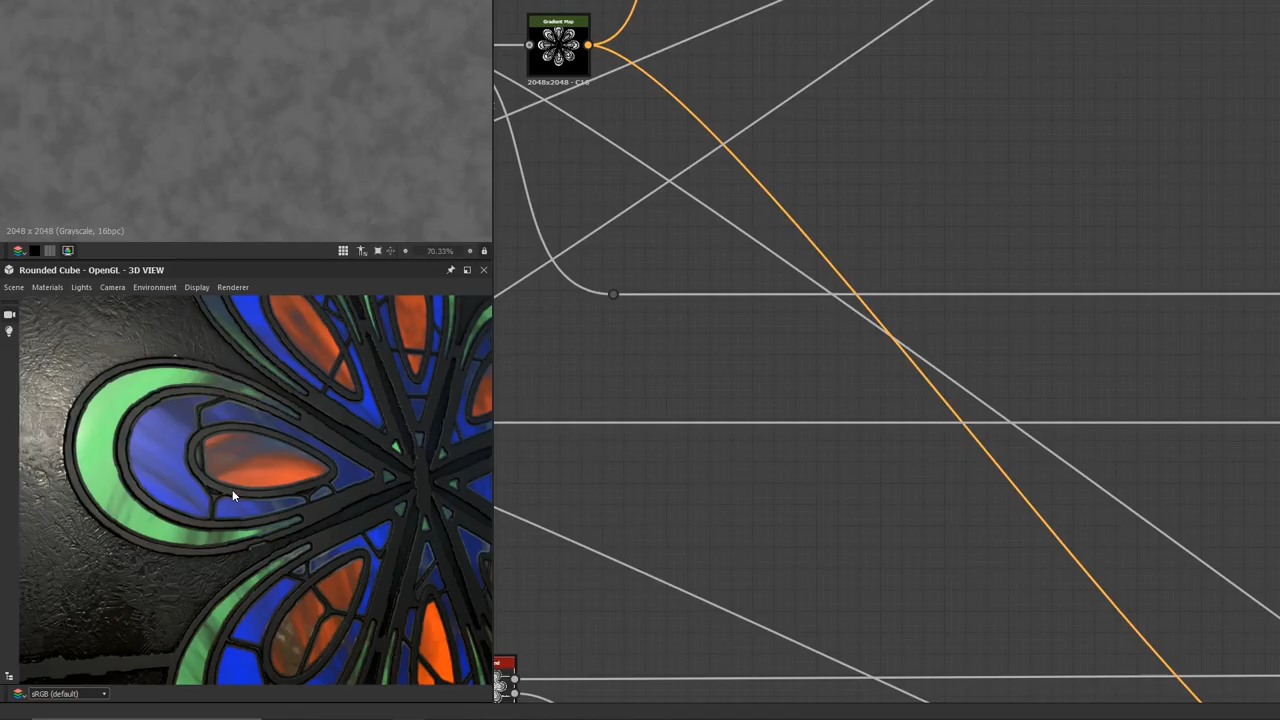 Gradient Map
2048x2048 - C16
2048 x 2048 (Grayscale, 16bpc)
70.33%
Rounded Cube - OpenGL - 3D VIEW
Scene Materials Lights Camera Environment Display Renderer
nd
sRGB (default)